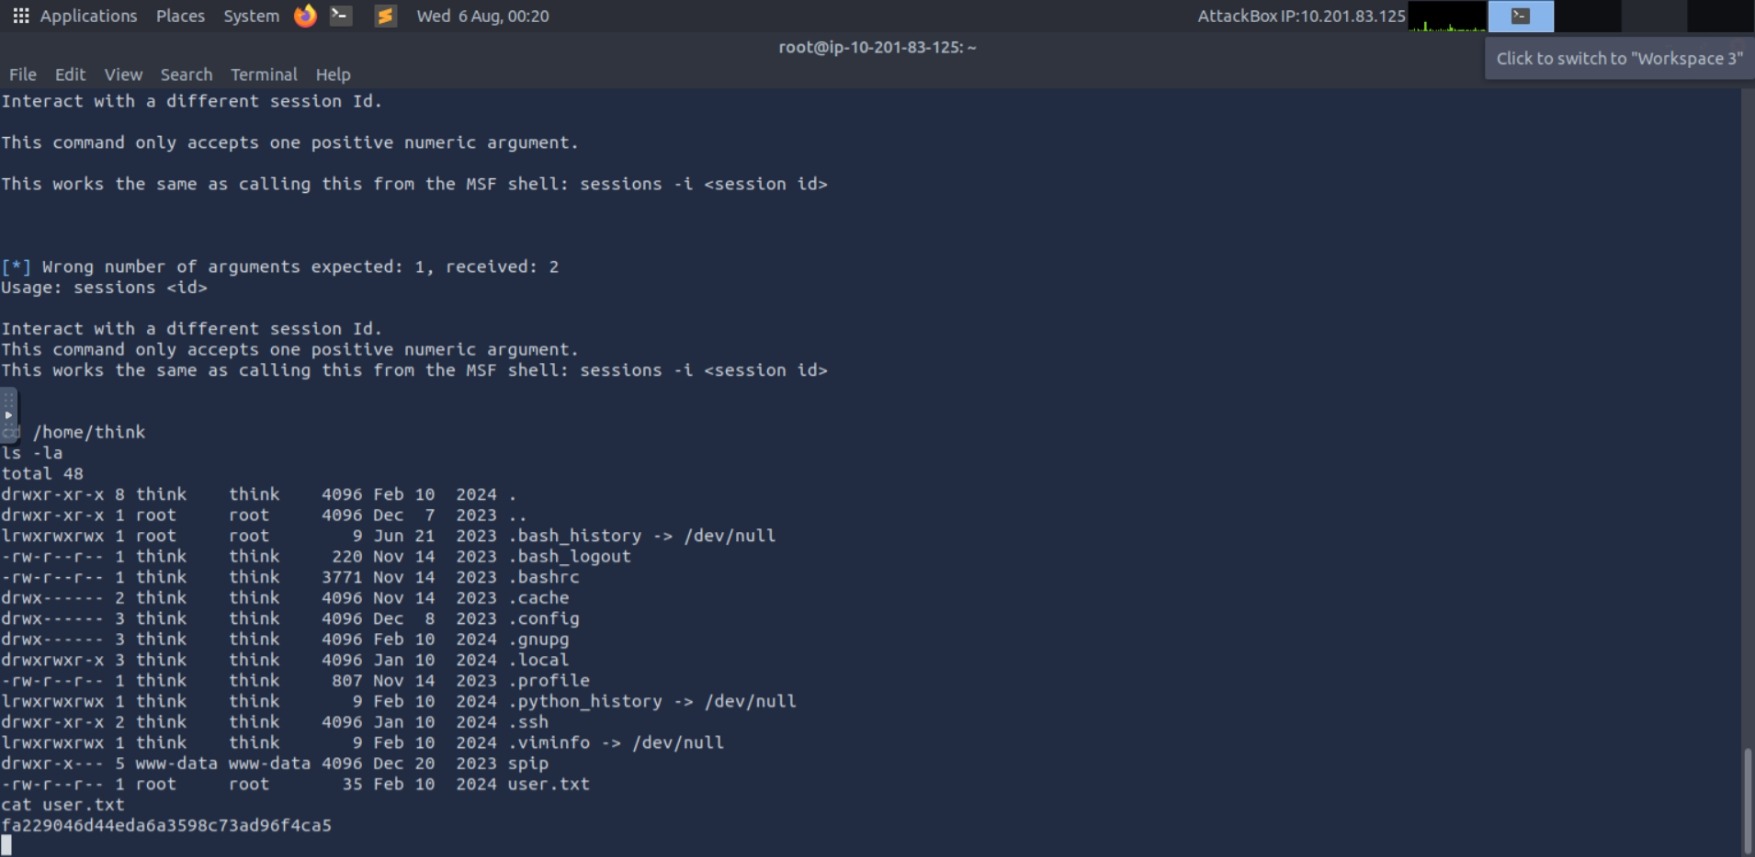 Applications Places System Wed 6 Aug, 00:20 AttackBox IP:10.201.83.125
root@ip-10-201-83-125: ~
Click to switch to "Workspace 3"
File Edit View Search Terminal Help
Interact with a different session Id.
This command only accepts one positive numeric argument.
This works the same as calling this from the MSF shell: sessions -i <session id>
[*] Wrong number of arguments expected: 1, received: 2
Usage: sessions <id>
Interact with a different session Id.
This command only accepts one positive numeric argument.
This works the same as calling this from the MSF shell: sessions -i <session id>
cd /home/think
ls -la
total 48
drwxr-xr-x 8 think    think    4096 Feb 10  2024 .
drwxr-xr-x 1 root     root     4096 Dec  7  2023 ..
lrwxrwxrwx 1 root     root        9 Jun 21  2023 .bash_history -> /dev/null
-rw-r--r-- 1 think    think     220 Nov 14  2023 .bash_logout
-rw-r--r-- 1 think    think    3771 Nov 14  2023 .bashrc
drwx------ 2 think    think    4096 Nov 14  2023 .cache
drwx------ 3 think    think    4096 Dec  8  2023 .config
drwx------ 3 think    think    4096 Feb 10  2024 .gnupg
drwxrwxr-x 3 think    think    4096 Jan 10  2024 .local
-rw-r--r-- 1 think    think     807 Nov 14  2023 .profile
lrwxrwxrwx 1 think    think       9 Feb 10  2024 .python_history -> /dev/null
drwxr-xr-x 2 think    think    4096 Jan 10  2024 .ssh
lrwxrwxrwx 1 think    think       9 Feb 10  2024 .viminfo -> /dev/null
drwxr-x--- 5 www-data www-data 4096 Dec 20  2023 spip
-rw-r--r-- 1 root     root       35 Feb 10  2024 user.txt
cat user.txt
fa229046d44eda6a3598c73ad96f4ca5